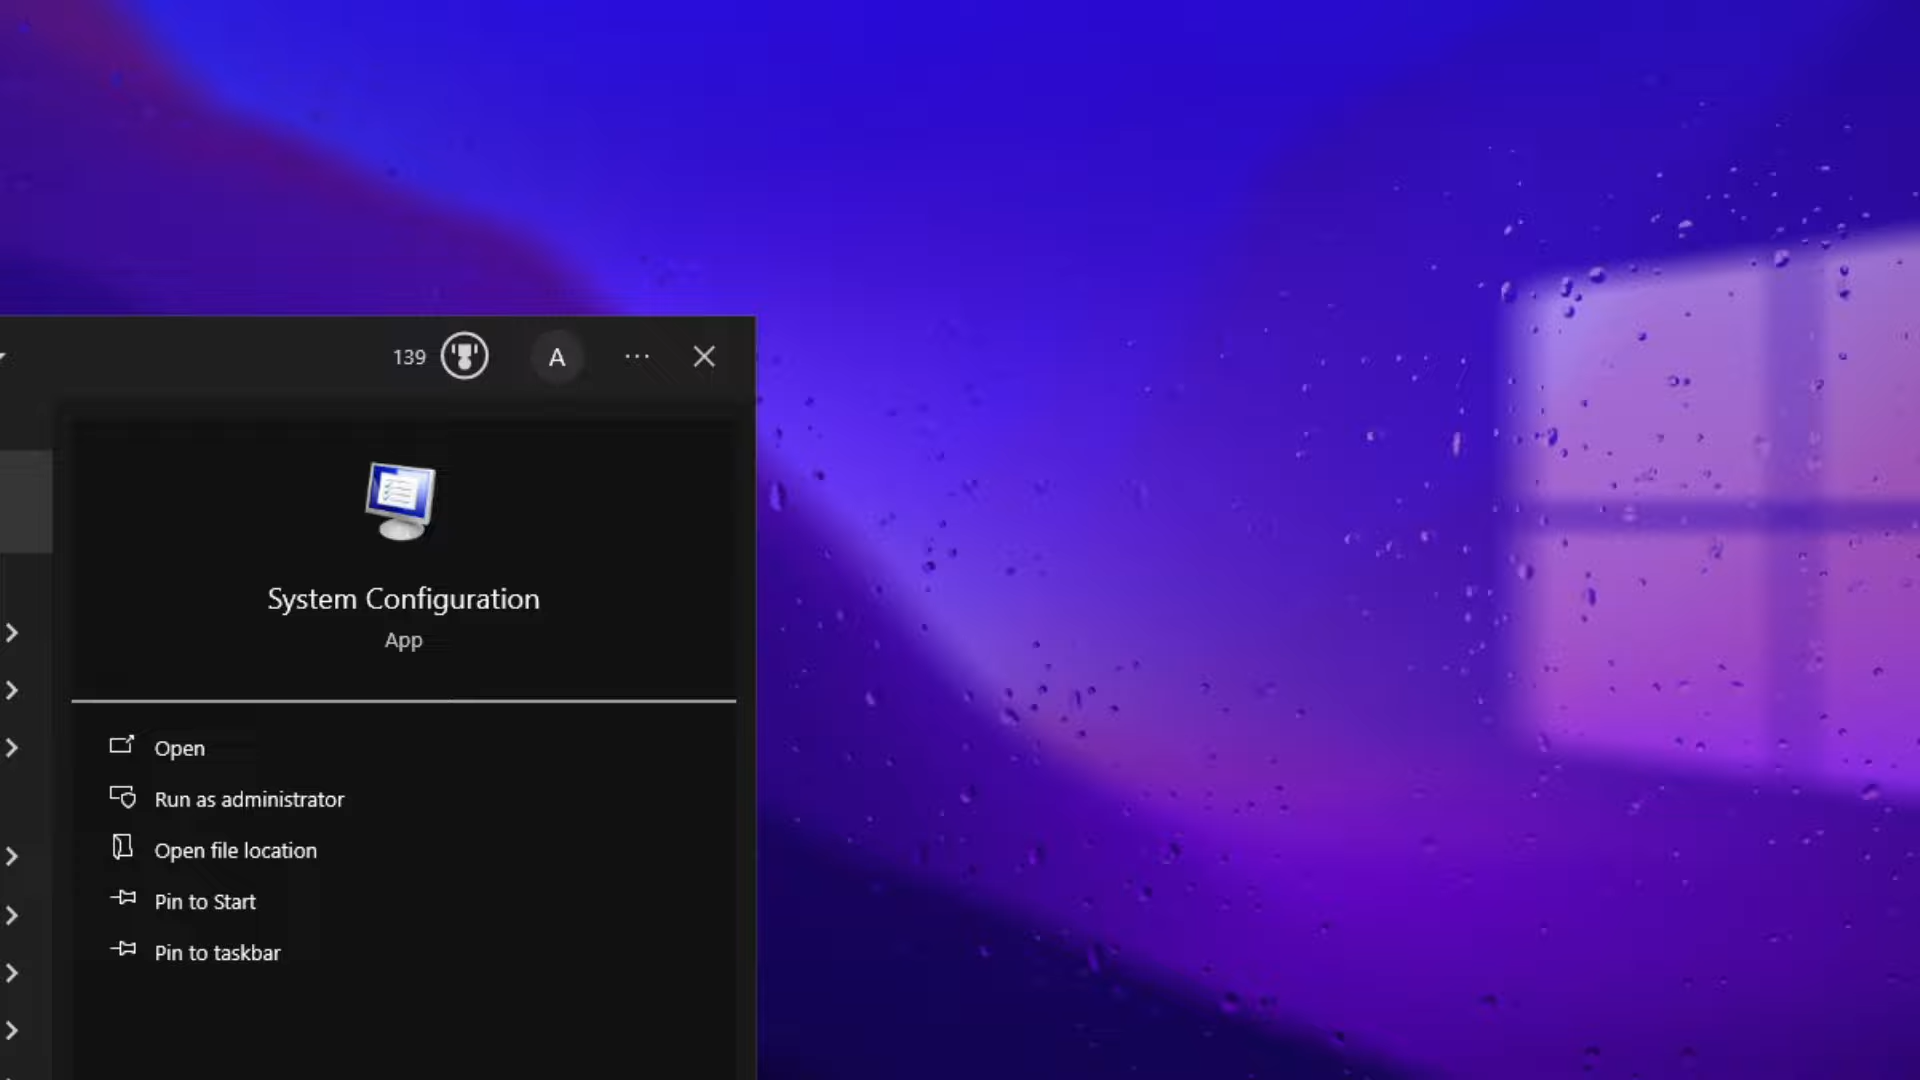 139
A
System Configuration
App
Open
Run as administrator
Open file location
Pin to Start
Pin to taskbar